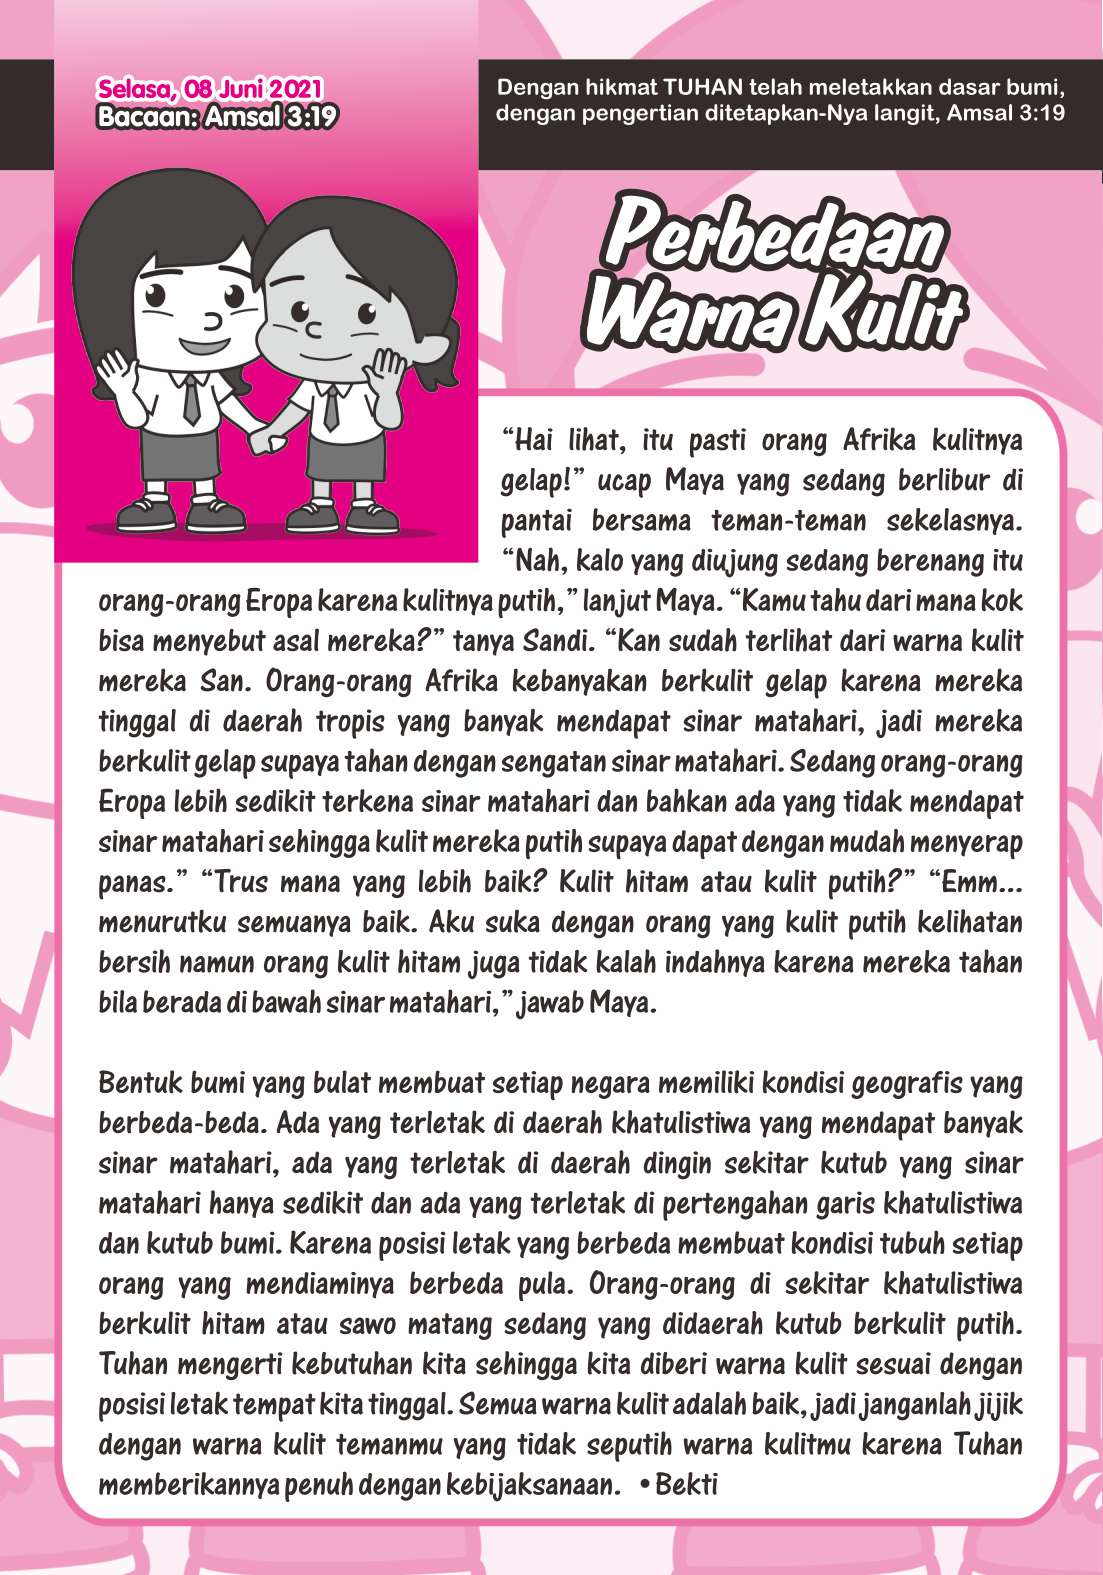 Selasa, 08 Juni 2021
Bacaan: Amsal 3:19
Dengan hikmat TUHAN telah meletakkan dasar bumi,
dengan pengertian ditetapkan-Nya langit, Amsal 3:19
Perbedaan
Warna Kulit
“Hai lihat, itu pasti orang Afrika kulitnya
gelap!” ucap Maya yang sedang berlibur di
pantai bersama teman-teman sekelasnya.
“Nah, kalo yang diujung sedang berenang itu
orang-orang Eropa karena kulitnya putih,” lanjut Maya. “Kamu tahu dari mana kok
bisa menyebut asal mereka?” tanya Sandi. “Kan sudah terlihat dari warna kulit
mereka San. Orang-orang Afrika kebanyakan berkulit gelap karena mereka
tinggal di daerah tropis yang banyak mendapat sinar matahari, jadi mereka
berkulit gelap supaya tahan dengan sengatan sinar matahari. Sedang orang-orang
Eropa lebih sedikit terkena sinar matahari dan bahkan ada yang tidak mendapat
sinar matahari sehingga kulit mereka putih supaya dapat dengan mudah menyerap
panas.” “Trus mana yang lebih baik? Kulit hitam atau kulit putih?” “Emm...
menurutku semuanya baik. Aku suka dengan orang yang kulit putih kelihatan
bersih namun orang kulit hitam juga tidak kalah indahnya karena mereka tahan
bila berada di bawah sinar matahari,” jawab Maya.
Bentuk bumi yang bulat membuat setiap negara memiliki kondisi geografis yang
berbeda-beda. Ada yang terletak di daerah khatulistiwa yang mendapat banyak
sinar matahari, ada yang terletak di daerah dingin sekitar kutub yang sinar
matahari hanya sedikit dan ada yang terletak di pertengahan garis khatulistiwa
dan kutub bumi. Karena posisi letak yang berbeda membuat kondisi tubuh setiap
orang yang mendiaminya berbeda pula. Orang-orang di sekitar khatulistiwa
berkulit hitam atau sawo matang sedang yang didaerah kutub berkulit putih.
Tuhan mengerti kebutuhan kita sehingga kita diberi warna kulit sesuai dengan
posisi letak tempat kita tinggal. Semua warna kulit adalah baik, jadi janganlah jijik
dengan warna kulit temanmu yang tidak seputih warna kulitmu karena Tuhan
memberikannya penuh dengan kebijaksanaan. • Bekti